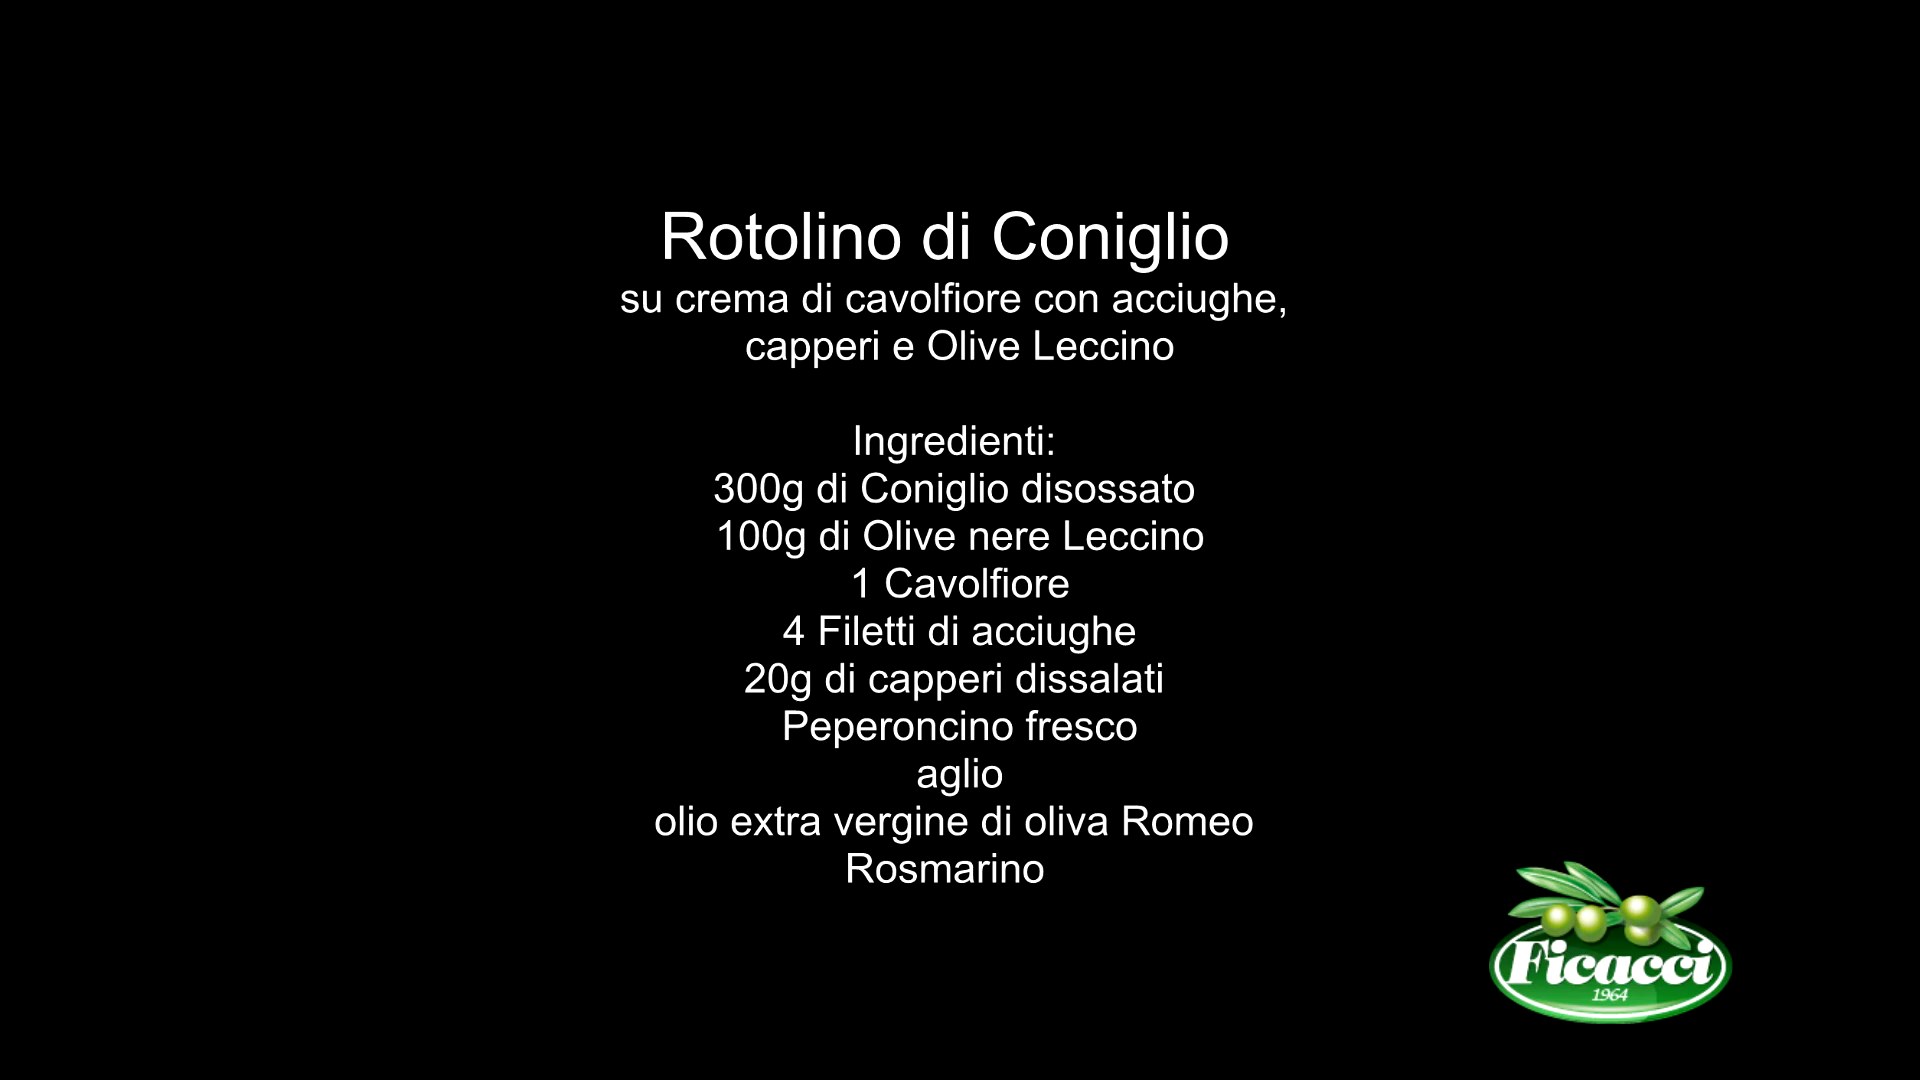 Rotolino di Coniglio
su crema di cavolfiore con acciughe,
capperi e Olive Leccino
Ingredienti:
300g di Coniglio disossato
100g di Olive nere Leccino
1 Cavolfiore
4 Filetti di acciughe
20g di capperi dissalati
Peperoncino fresco
aglio
olio extra vergine di oliva Romeo
Rosmarino
Ficacci
1964